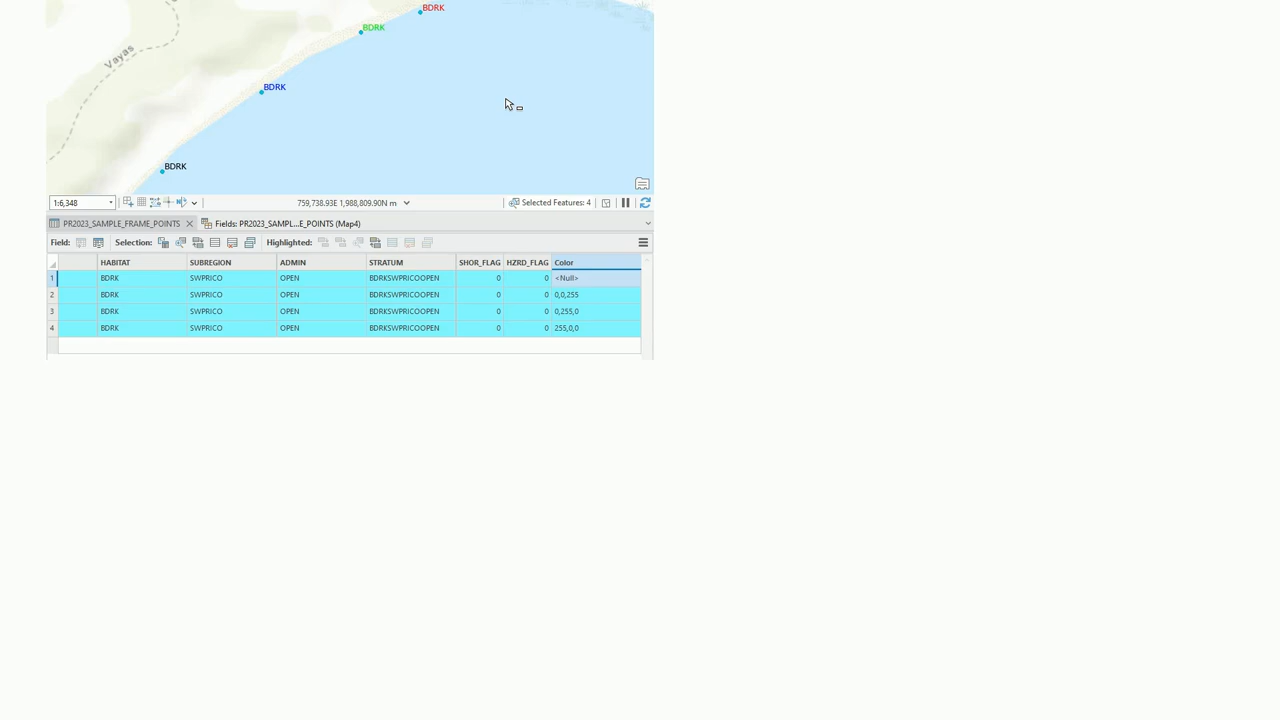 BDRK
BDRK
Vayas
BDRK
BDRK
1:6,348 759,738.93E 1,988,809.90N m Selected Features: 4
PR2023_SAMPLE_FRAME_POINTS Fields: PR2023_SAMPL...E_POINTS (Map4)
Field: Selection: Highlighted:
HABITAT SUBREGION ADMIN STRATUM SHOR_FLAG HZRD_FLAG Color
1 BDRK SWPRICO OPEN BDRKSWPRICOOPEN 0 0 <Null>
2 BDRK SWPRICO OPEN BDRKSWPRICOOPEN 0 0 0,0,255
3 BDRK SWPRICO OPEN BDRKSWPRICOOPEN 0 0 0,255,0
4 BDRK SWPRICO OPEN BDRKSWPRICOOPEN 0 0 255,0,0